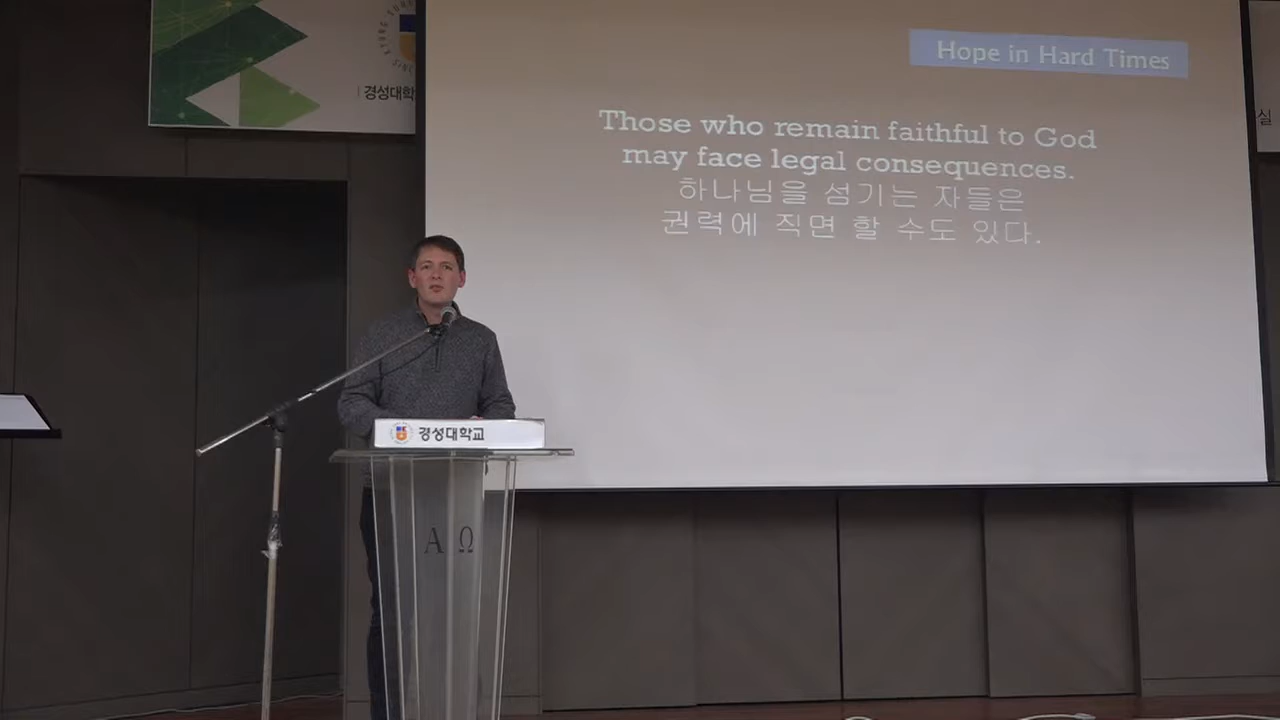 경성대학
Hope in Hard Times
Those who remain faithful to God
may face legal consequences.
하나님을 섬기는 자들은
권력에 직면 할 수도 있다.
실
경성대학교
Α Ω